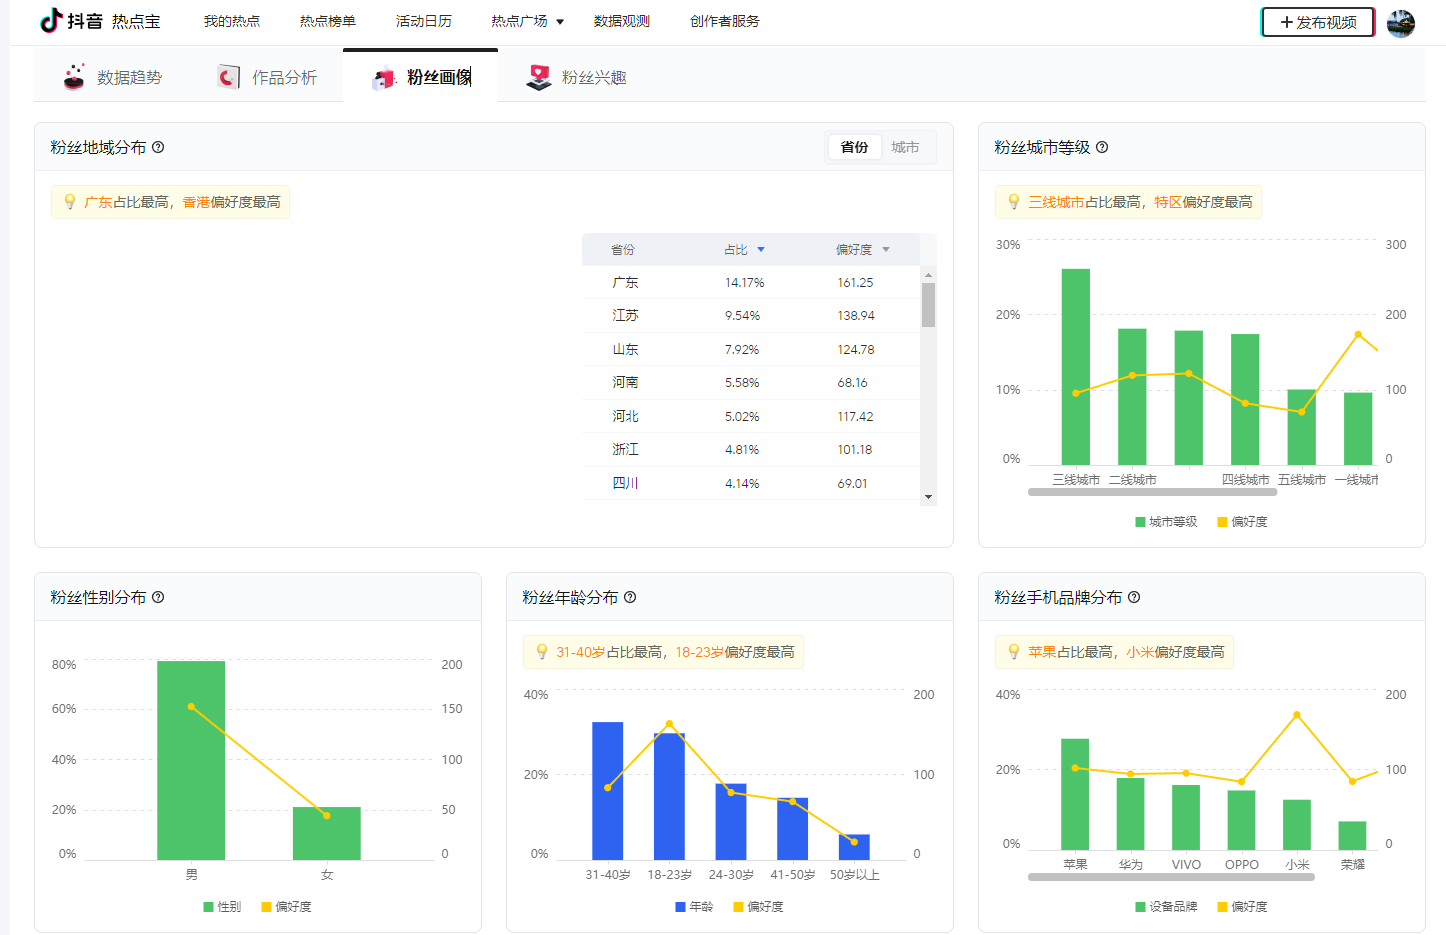 抖音 热点宝 我的热点 热点榜单 活动日历 热点广场 数据观测 创作者服务 +发布视频
数据趋势 作品分析 粉丝画像 粉丝兴趣
粉丝地域分布 省份 城市
广东占比最高，香港偏好度最高
省份 占比 偏好度
广东 14.17% 161.25
江苏 9.54% 138.94
山东 7.92% 124.78
河南 5.58% 68.16
河北 5.02% 117.42
浙江 4.81% 101.18
四川 4.14% 69.01
粉丝城市等级
三线城市占比最高，特区偏好度最高
30% 300
20% 200
10% 100
0% 0
三线城市 二线城市 四线城市 五线城市 一线城市
城市等级 偏好度
粉丝性别分布
80% 200
60% 150
40% 100
20% 50
0% 0
男 女
性别 偏好度
粉丝年龄分布
31-40岁占比最高，18-23岁偏好度最高
40% 200
20% 100
0% 0
31-40岁 18-23岁 24-30岁 41-50岁 50岁以上
年龄 偏好度
粉丝手机品牌分布
苹果占比最高，小米偏好度最高
40% 200
20% 100
0% 0
苹果 华为 VIVO OPPO 小米 荣耀
设备品牌 偏好度